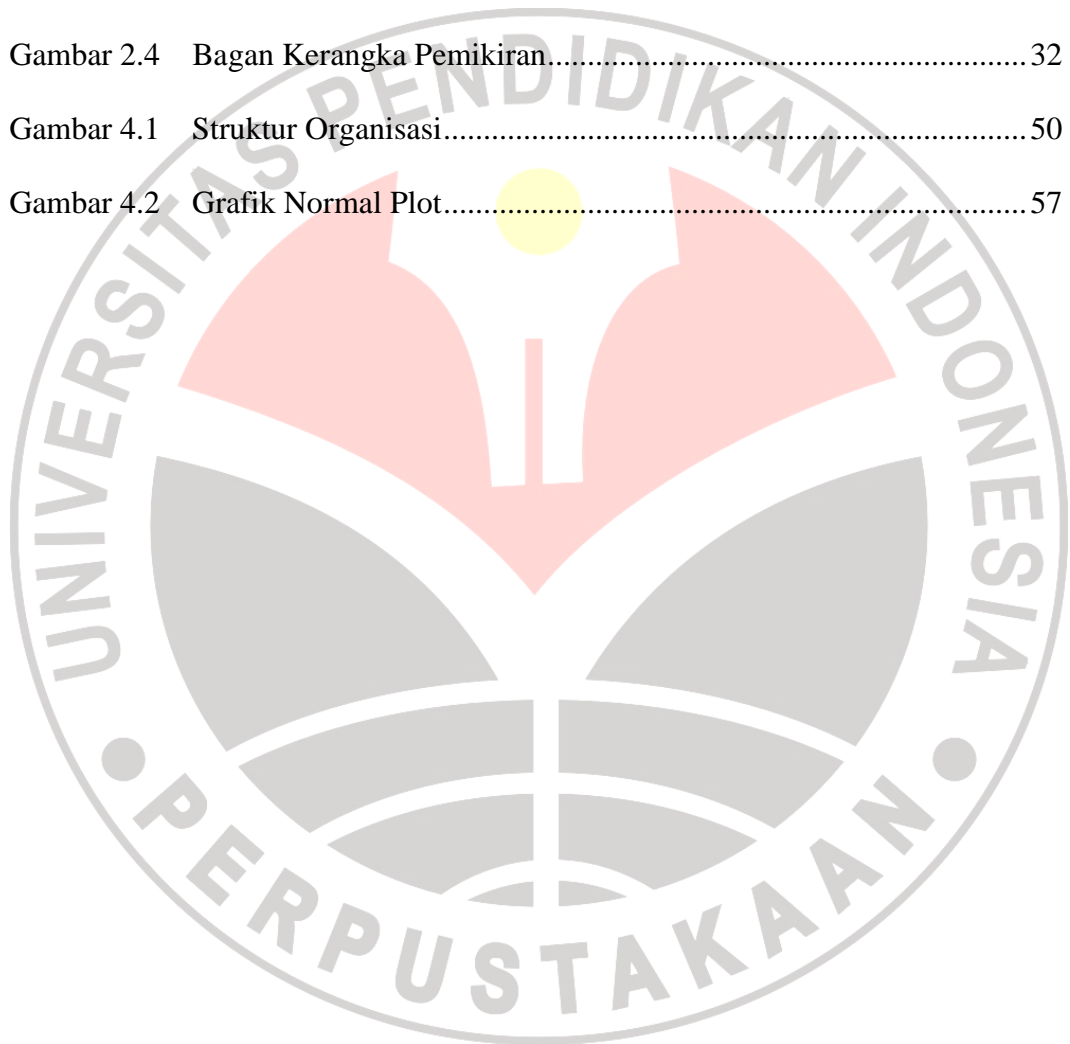 Gambar 2.4 Bagan Kerangka Pemikiran.......................................................... 32
Gambar 4.1 Struktur Organisasi...................................................................... 50
Gambar 4.2 Grafik Normal Plot...................................................................... 57
UNIVERSITAS PENDIDIKAN INDONESIA
PERPUSTAKAAN